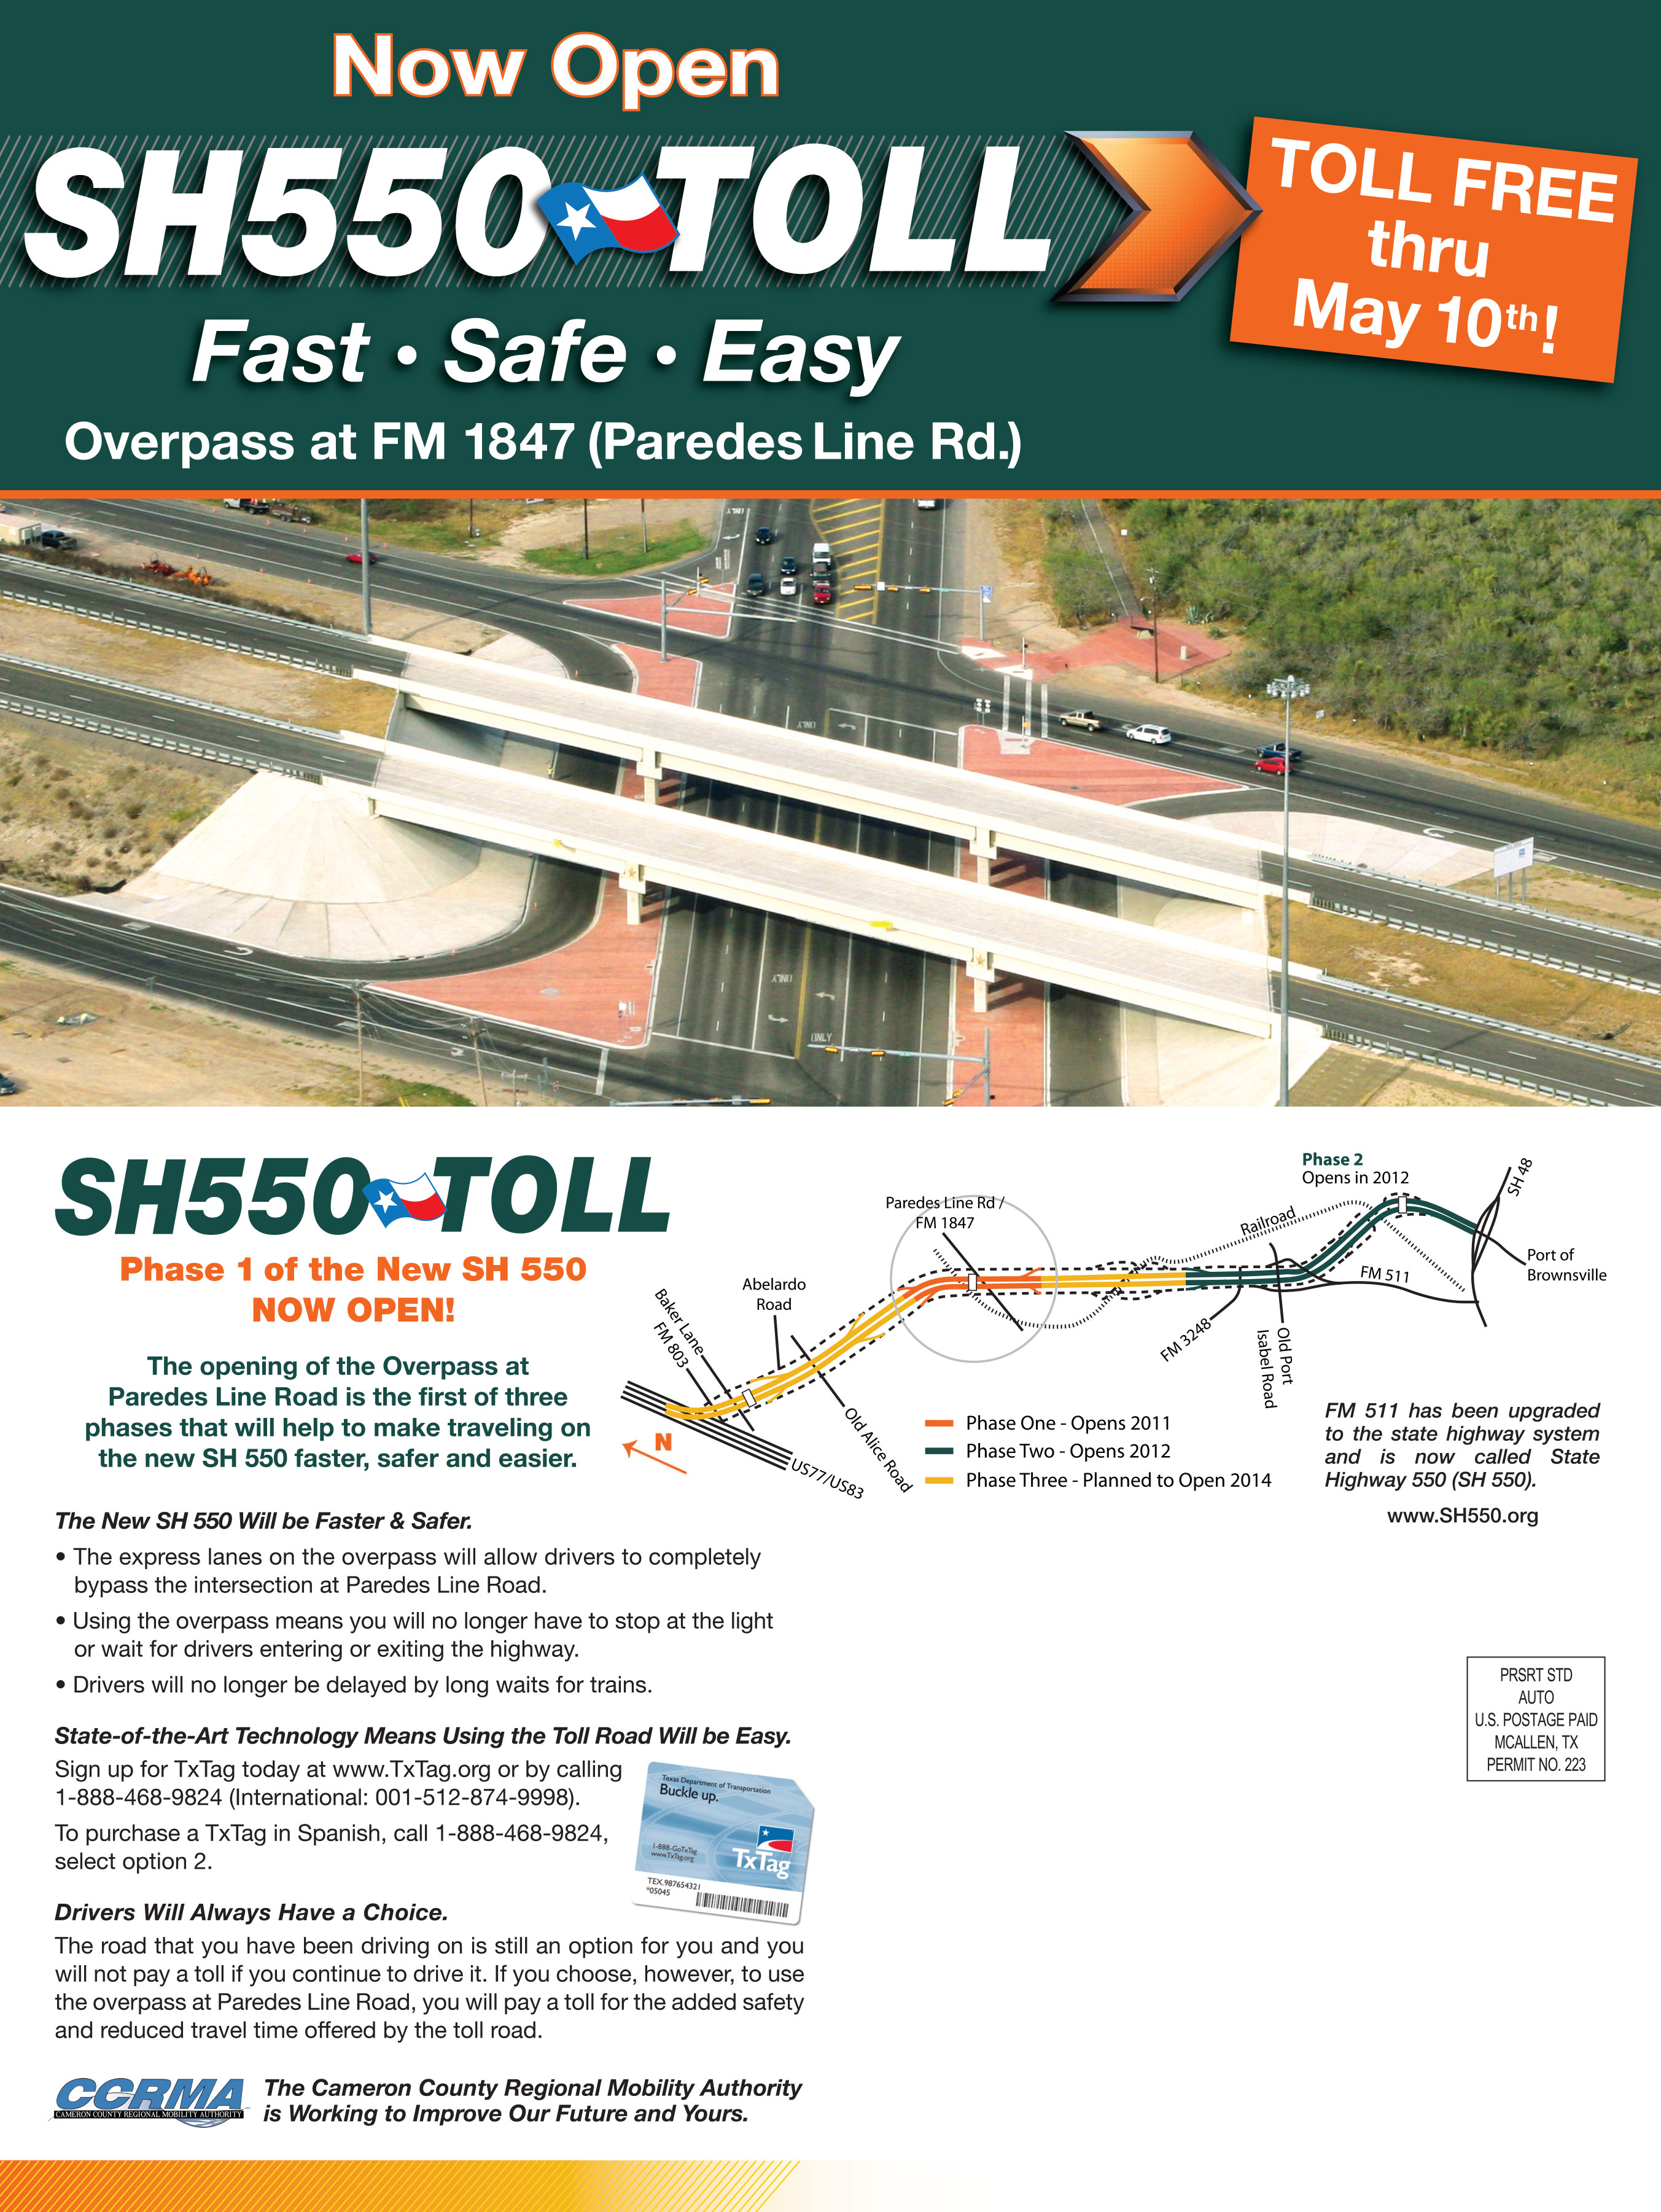 Now Open
SH550 TOLL
TOLL FREE
thru
May 10th!
Fast • Safe • Easy
Overpass at FM 1847 (Paredes Line Rd.)
ONLY
ONLY
ONLY
ONLY
SH550 TOLL
Phase 1 of the New SH 550
NOW OPEN!
The opening of the Overpass at
Paredes Line Road is the first of three
phases that will help to make traveling on
the new SH 550 faster, safer and easier.
Phase 2
Opens in 2012
SH 48
Paredes Line Rd /
FM 1847
Railroad
Port of
Brownsville
FM 511
Abelardo
Road
Baker Lane
FM 803
FM 3248
Old Port
Isabel Road
Old Alice Road
US77/US83
N
Phase One - Opens 2011
Phase Two - Opens 2012
Phase Three - Planned to Open 2014
FM 511 has been upgraded
to the state highway system
and is now called State
Highway 550 (SH 550).
www.SH550.org
The New SH 550 Will be Faster & Safer.
• The express lanes on the overpass will allow drivers to completely
bypass the intersection at Paredes Line Road.
• Using the overpass means you will no longer have to stop at the light
or wait for drivers entering or exiting the highway.
• Drivers will no longer be delayed by long waits for trains.
State-of-the-Art Technology Means Using the Toll Road Will be Easy.
Sign up for TxTag today at www.TxTag.org or by calling
1-888-468-9824 (International: 001-512-874-9998).
To purchase a TxTag in Spanish, call 1-888-468-9824,
select option 2.
Texas Department of Transportation
Buckle up.
1-888-GoTxTag
www.TxTag.org
TxTag
TEX.987654321
*05045
Drivers Will Always Have a Choice.
The road that you have been driving on is still an option for you and you
will not pay a toll if you continue to drive it. If you choose, however, to use
the overpass at Paredes Line Road, you will pay a toll for the added safety
and reduced travel time offered by the toll road.
CCRMA
CAMERON COUNTY REGIONAL MOBILITY AUTHORITY
The Cameron County Regional Mobility Authority
is Working to Improve Our Future and Yours.
PRSRT STD
AUTO
U.S. POSTAGE PAID
MCALLEN, TX
PERMIT NO. 223